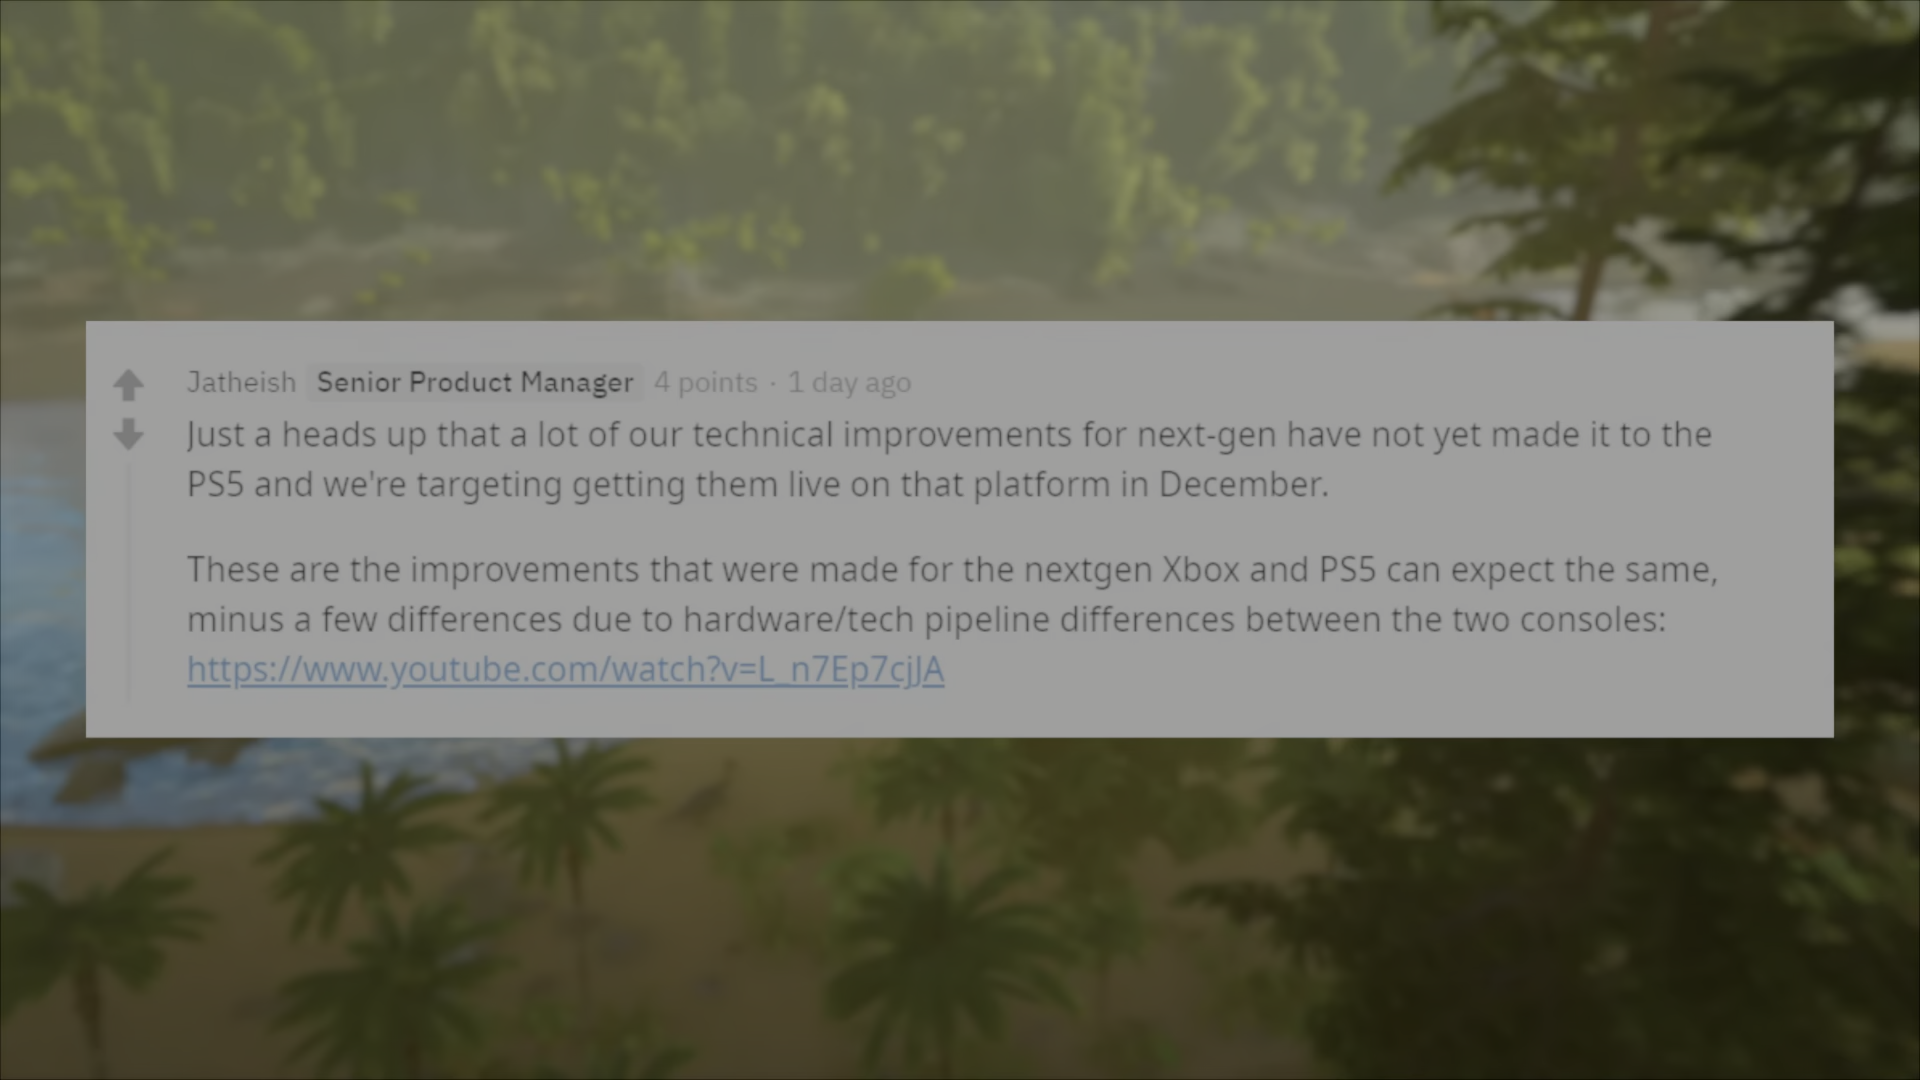 Jatheish Senior Product Manager 4 points · 1 day ago
Just a heads up that a lot of our technical improvements for next-gen have not yet made it to the
PS5 and we're targeting getting them live on that platform in December.
These are the improvements that were made for the nextgen Xbox and PS5 can expect the same,
minus a few differences due to hardware/tech pipeline differences between the two consoles:
https://www.youtube.com/watch?v=L_n7Ep7cjJA